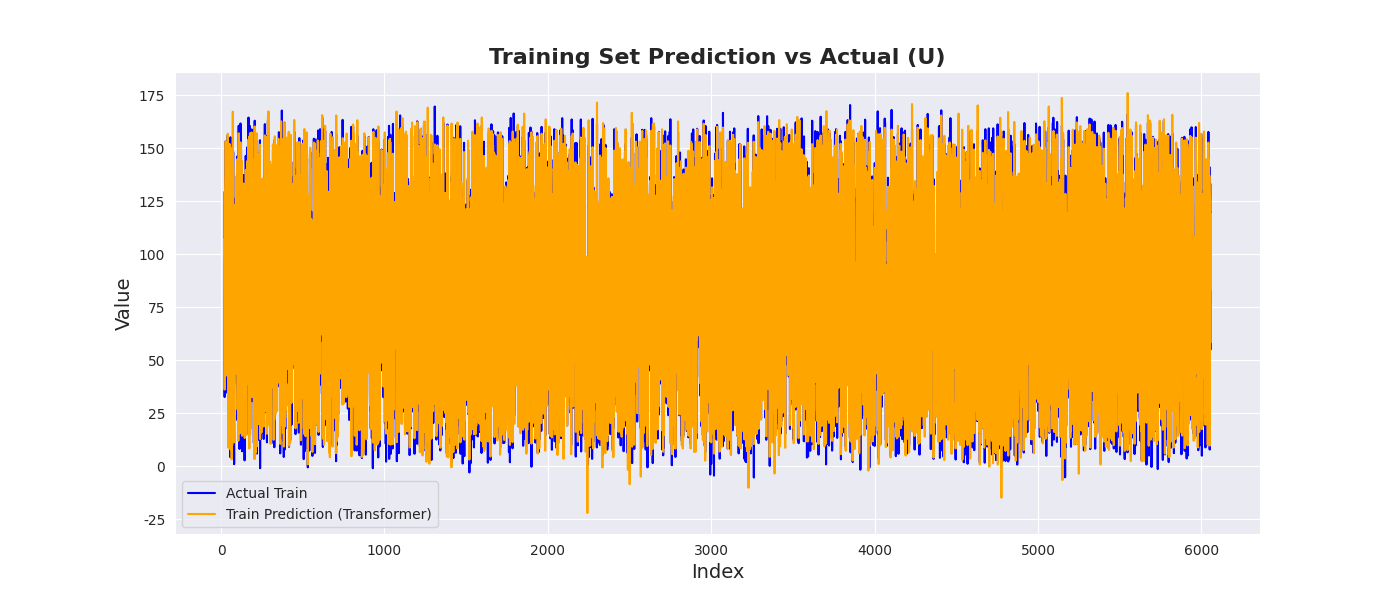 Training Set Prediction vs Actual (U)
Value
175
150
125
100
75
50
25
0
-25
Actual Train
Train Prediction (Transformer)
0 1000 2000 3000 4000 5000 6000
Index